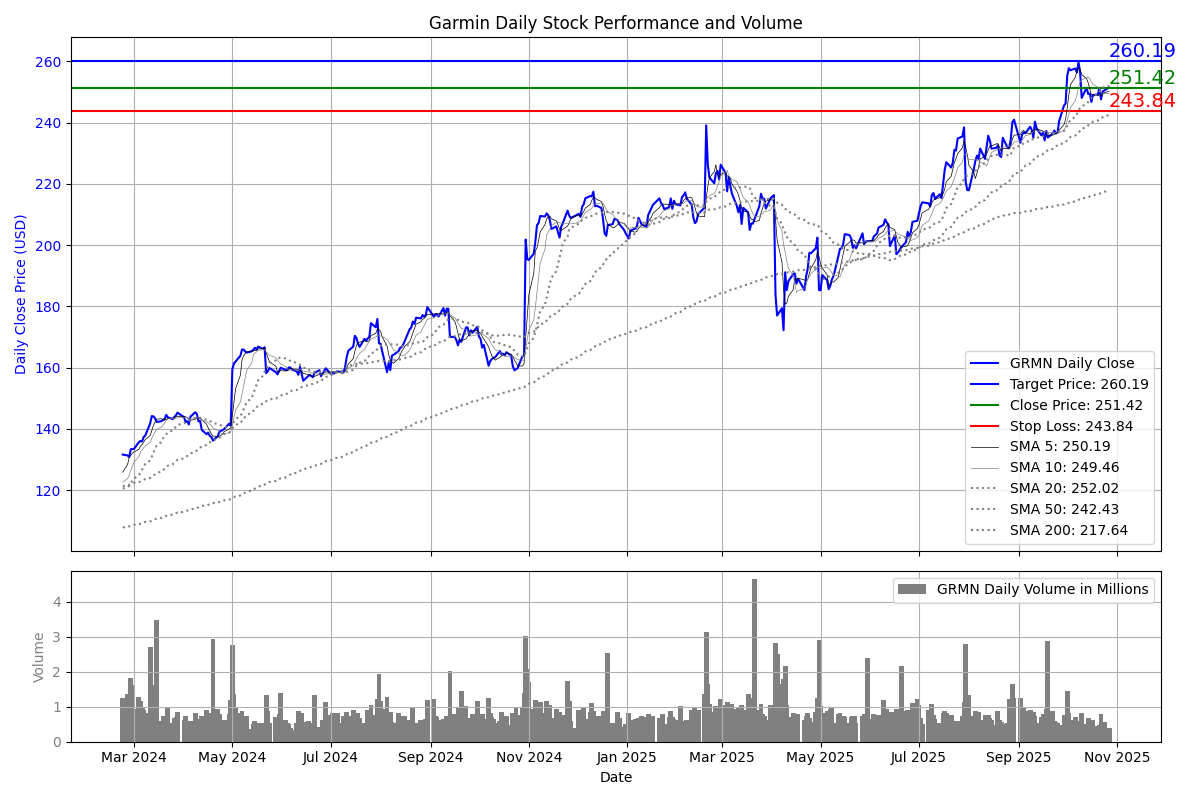 Garmin Daily Stock Performance and Volume
Daily Close Price (USD)
260
240
220
200
180
160
140
120
260.19
251.42
243.84
GRMN Daily Close
Target Price: 260.19
Close Price: 251.42
Stop Loss: 243.84
SMA 5: 250.19
SMA 10: 249.46
SMA 20: 252.02
SMA 50: 242.43
SMA 200: 217.64
Volume
4
3
2
1
0
GRMN Daily Volume in Millions
Mar 2024 May 2024 Jul 2024 Sep 2024 Nov 2024 Jan 2025 Mar 2025 May 2025 Jul 2025 Sep 2025 Nov 2025
Date